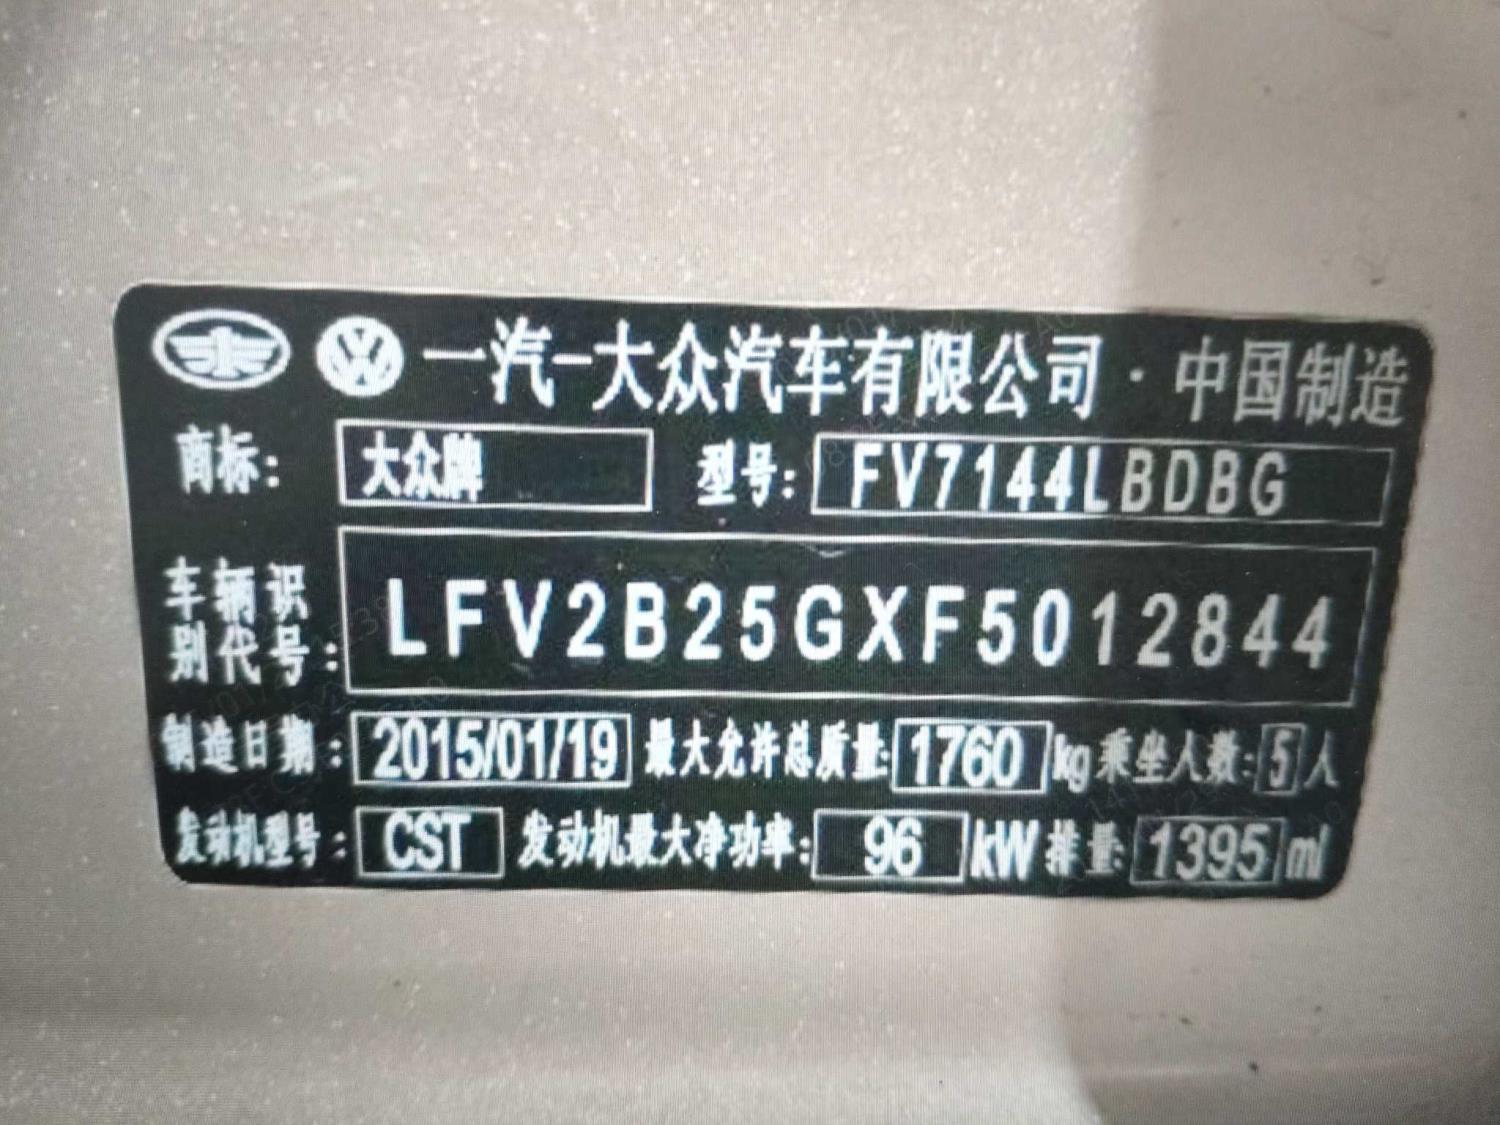 一汽-大众汽车有限公司·中国制造
商标: 大众牌 型号: FV7144LBDBG
车辆识别代号: LFV2B25GXF5012844
制造日期: 2015/01/19 最大允许总质量: 1760 kg 乘坐人数: 5 人
发动机型号: CST 发动机最大净功率: 96 kW 排量: 1395 ml